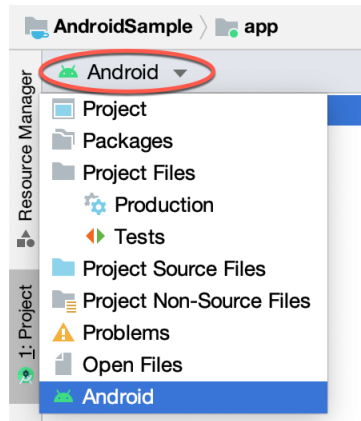 AndroidSample app
Android
Resource Manager
1: Project
Project
Packages
Project Files
Production
Tests
Project Source Files
Project Non-Source Files
Problems
Open Files
Android